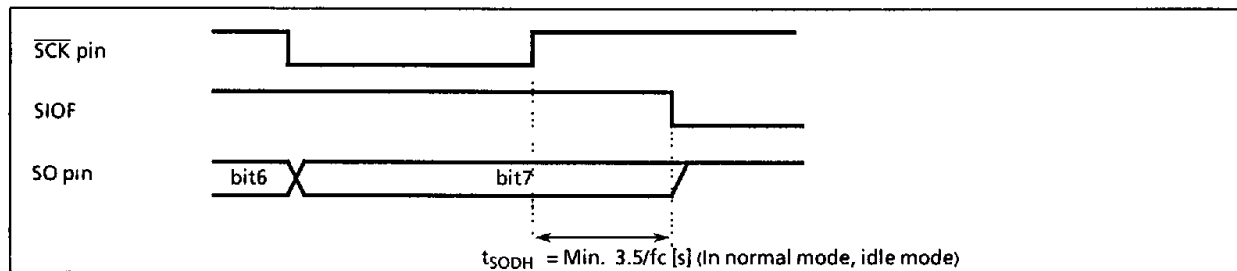 SCK pin
SIOF
SO pin
bit6
bit7
tSODH = Min. 3.5/fc [s] (In normal mode, idle mode)